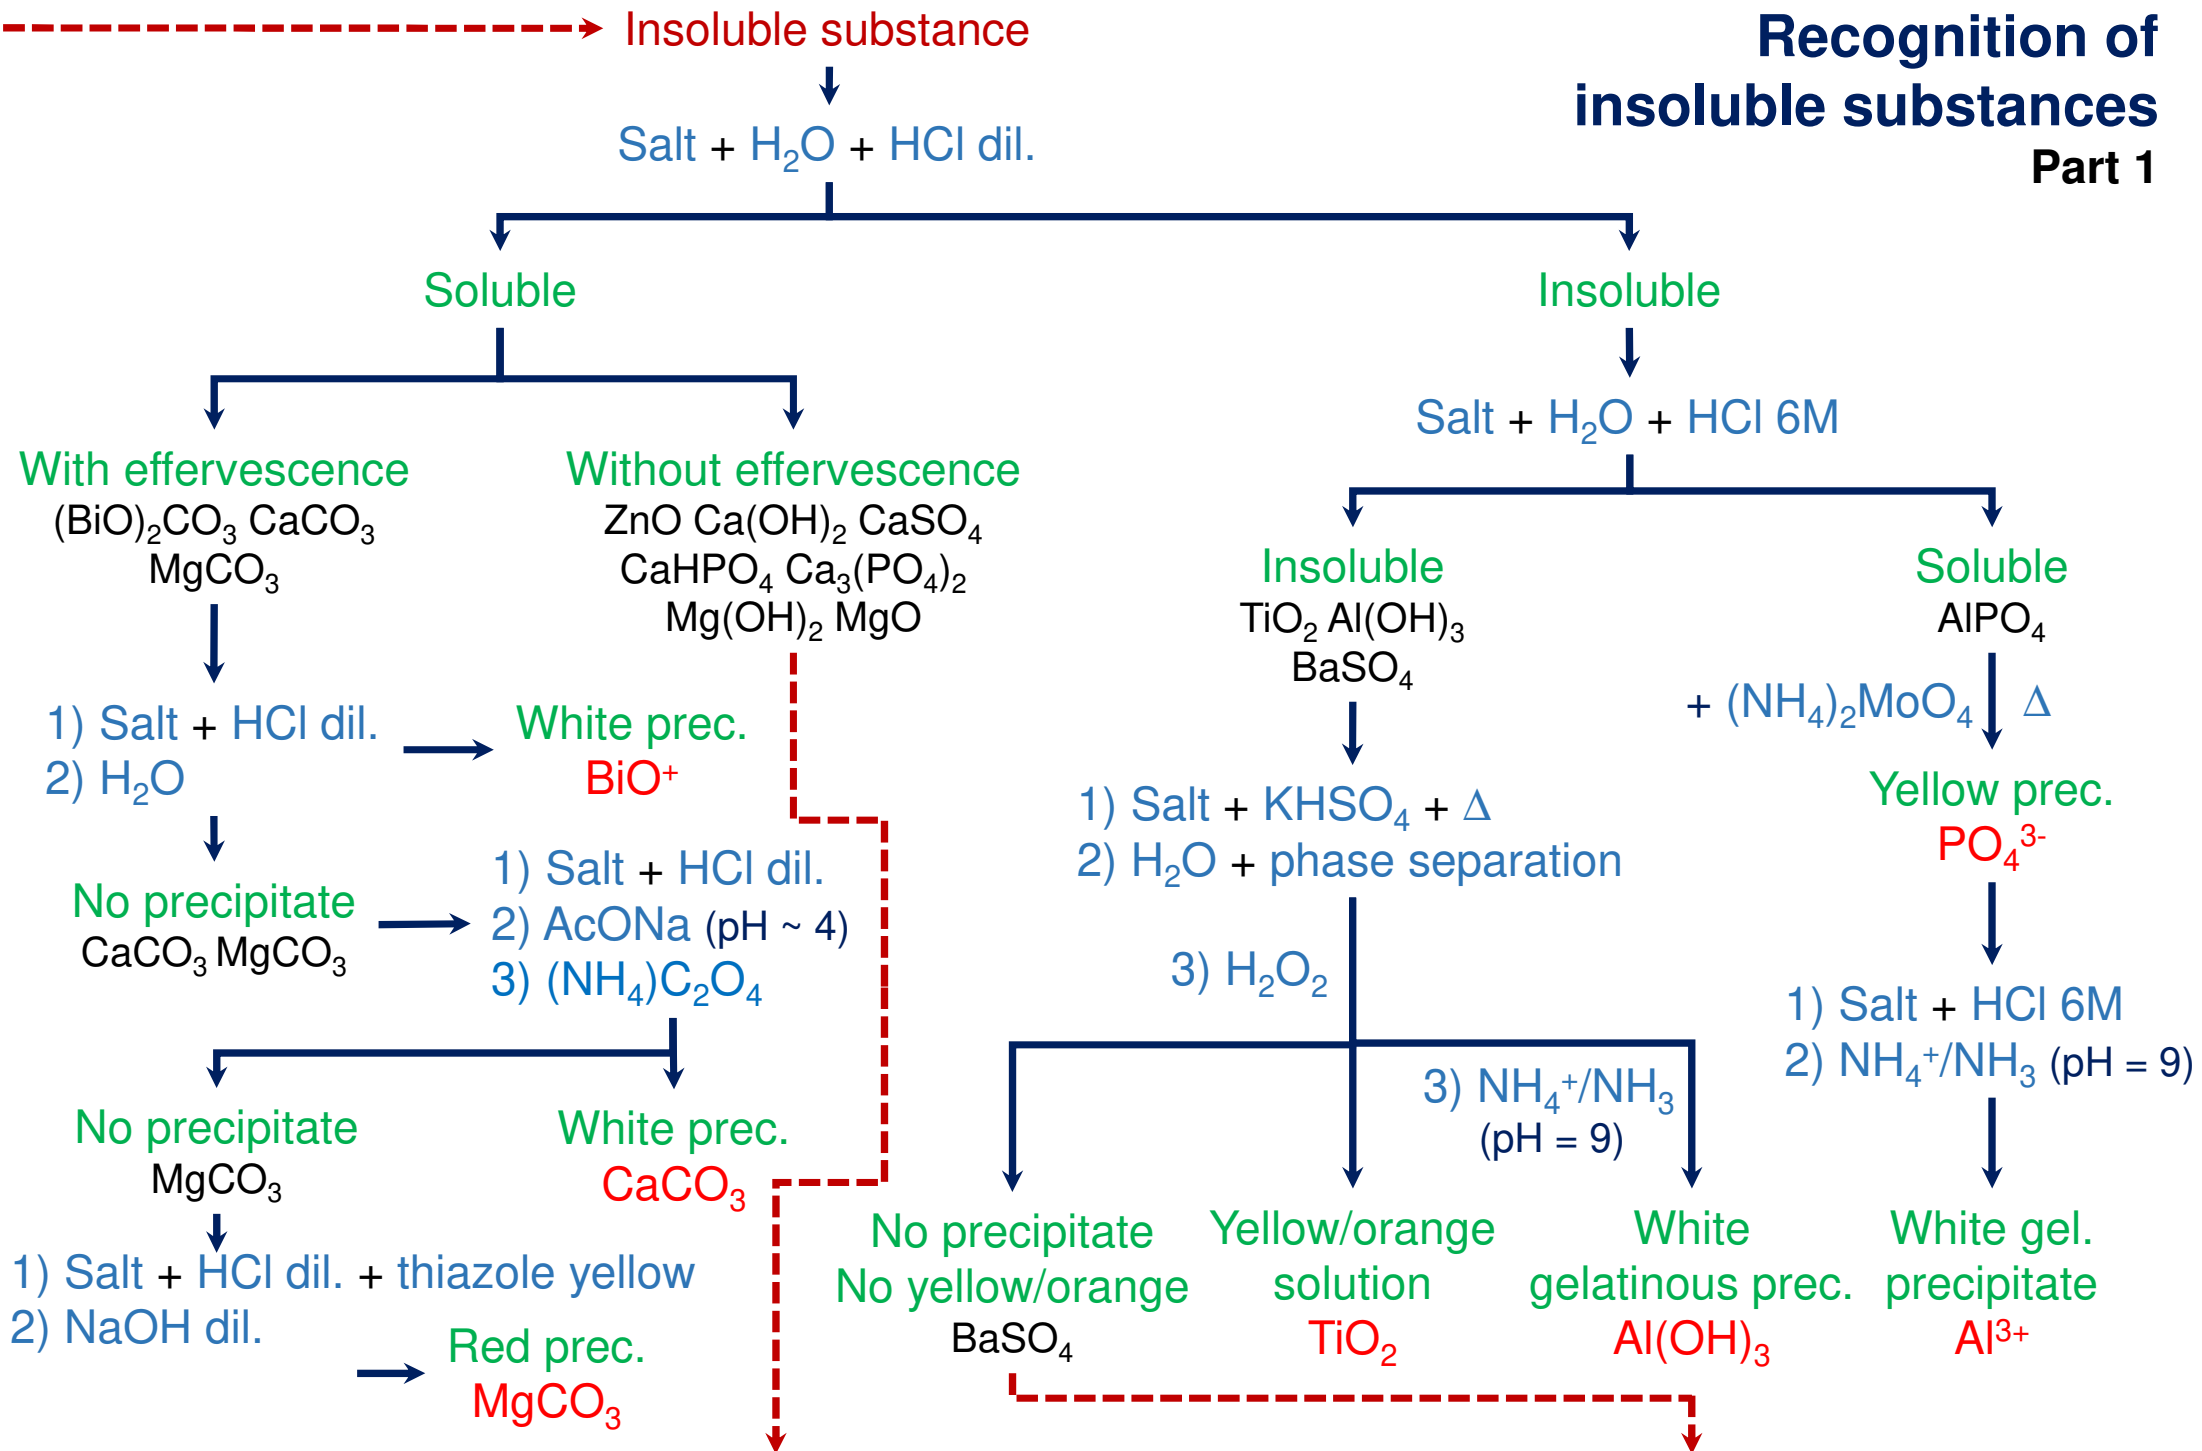 Recognition of
insoluble substances
Part 1
Insoluble substance
Salt + H₂O + HCl dil.
Soluble
Insoluble
With effervescence
(BiO)₂CO₃ CaCO₃
MgCO₃
Without effervescence
ZnO Ca(OH)₂ CaSO₄
CaHPO₄ Ca₃(PO₄)₂
Mg(OH)₂ MgO
1) Salt + HCl dil.
2) H₂O
White prec.
BiO⁺
No precipitate
CaCO₃ MgCO₃
1) Salt + HCl dil.
2) AcONa (pH ~ 4)
3) (NH₄)C₂O₄
No precipitate
MgCO₃
White prec.
CaCO₃
1) Salt + HCl dil. + thiazole yellow
2) NaOH dil.
Red prec.
MgCO₃
Salt + H₂O + HCl 6M
Insoluble
TiO₂ Al(OH)₃
BaSO₄
Soluble
AlPO₄
+ (NH₄)₂MoO₄ Δ
Yellow prec.
PO₄³⁻
1) Salt + KHSO₄ + Δ
2) H₂O + phase separation
3) H₂O₂
3) NH₄⁺/NH₃
(pH = 9)
1) Salt + HCl 6M
2) NH₄⁺/NH₃ (pH = 9)
No precipitate
No yellow/orange
BaSO₄
Yellow/orange
solution
TiO₂
White
gelatinous prec.
Al(OH)₃
White gel.
precipitate
Al³⁺